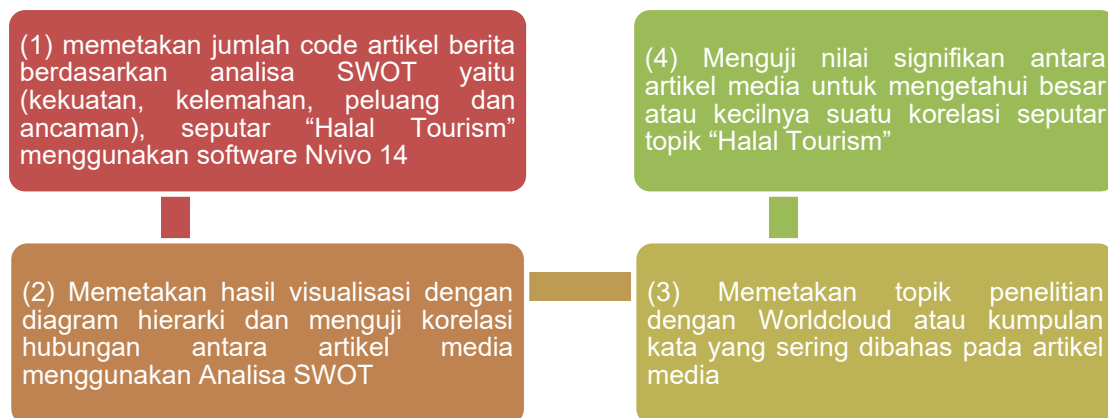 (1) memetakan jumlah code artikel berita
berdasarkan analisa SWOT yaitu
(kekuatan, kelemahan, peluang dan
ancaman), seputar “Halal Tourism”
menggunakan software Nvivo 14
(2) Memetakan hasil visualisasi dengan
diagram hierarki dan menguji korelasi
hubungan antara artikel media
menggunakan Analisa SWOT
(3) Memetakan topik penelitian
dengan Worldcloud atau kumpulan
kata yang sering dibahas pada artikel
media
(4) Menguji nilai signifikan antara
artikel media untuk mengetahui besar
atau kecilnya suatu korelasi seputar
topik “Halal Tourism”